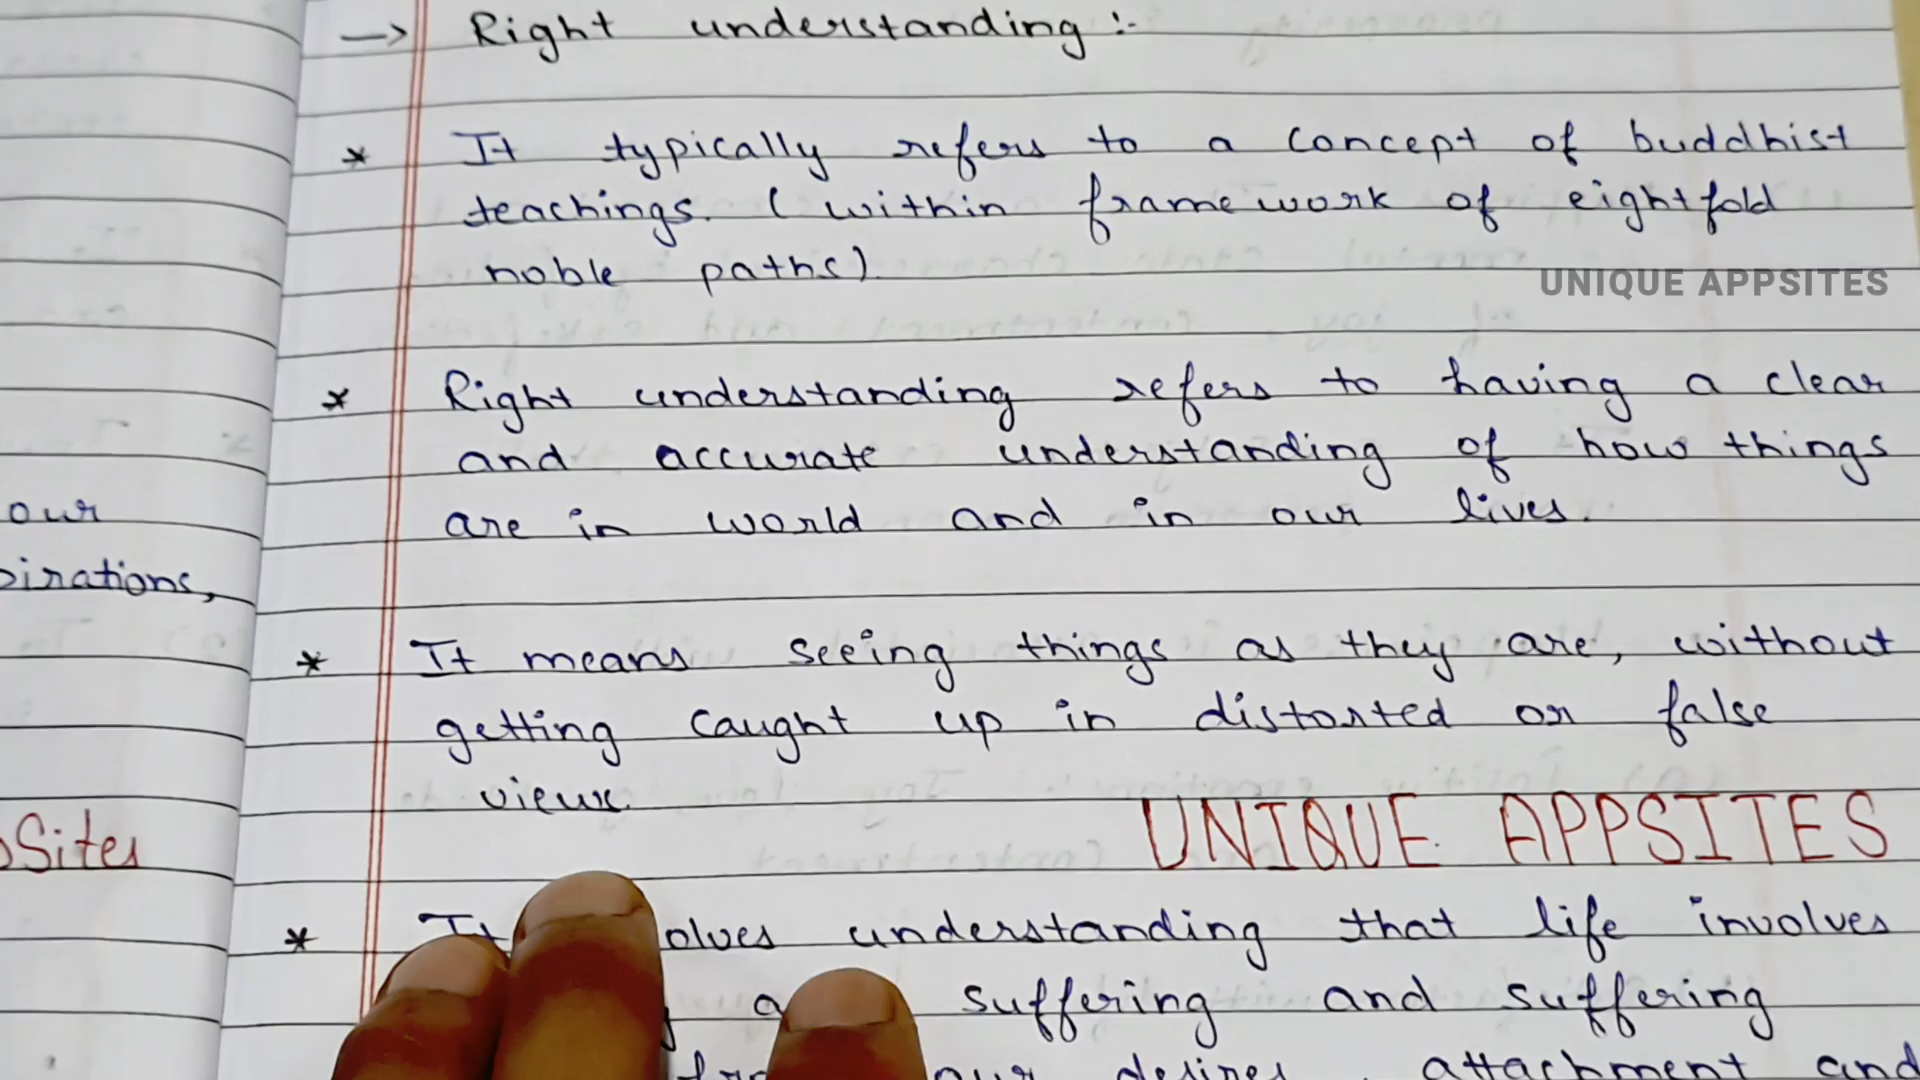 → Right understanding :-
* It typically refers to a concept of buddhist
teachings. ( within framework of eightfold
noble paths).
UNIQUE APPSITES
* Right understanding refers to having a clear
and accurate understanding of how things
are in world and in our lives.
our
* It means seeing things as they are, without
getting caught up in distorted or false
views.
UNIQUE APPSITES
Sites
* It understanding that life involves
suffering and suffering
desires, attachment and